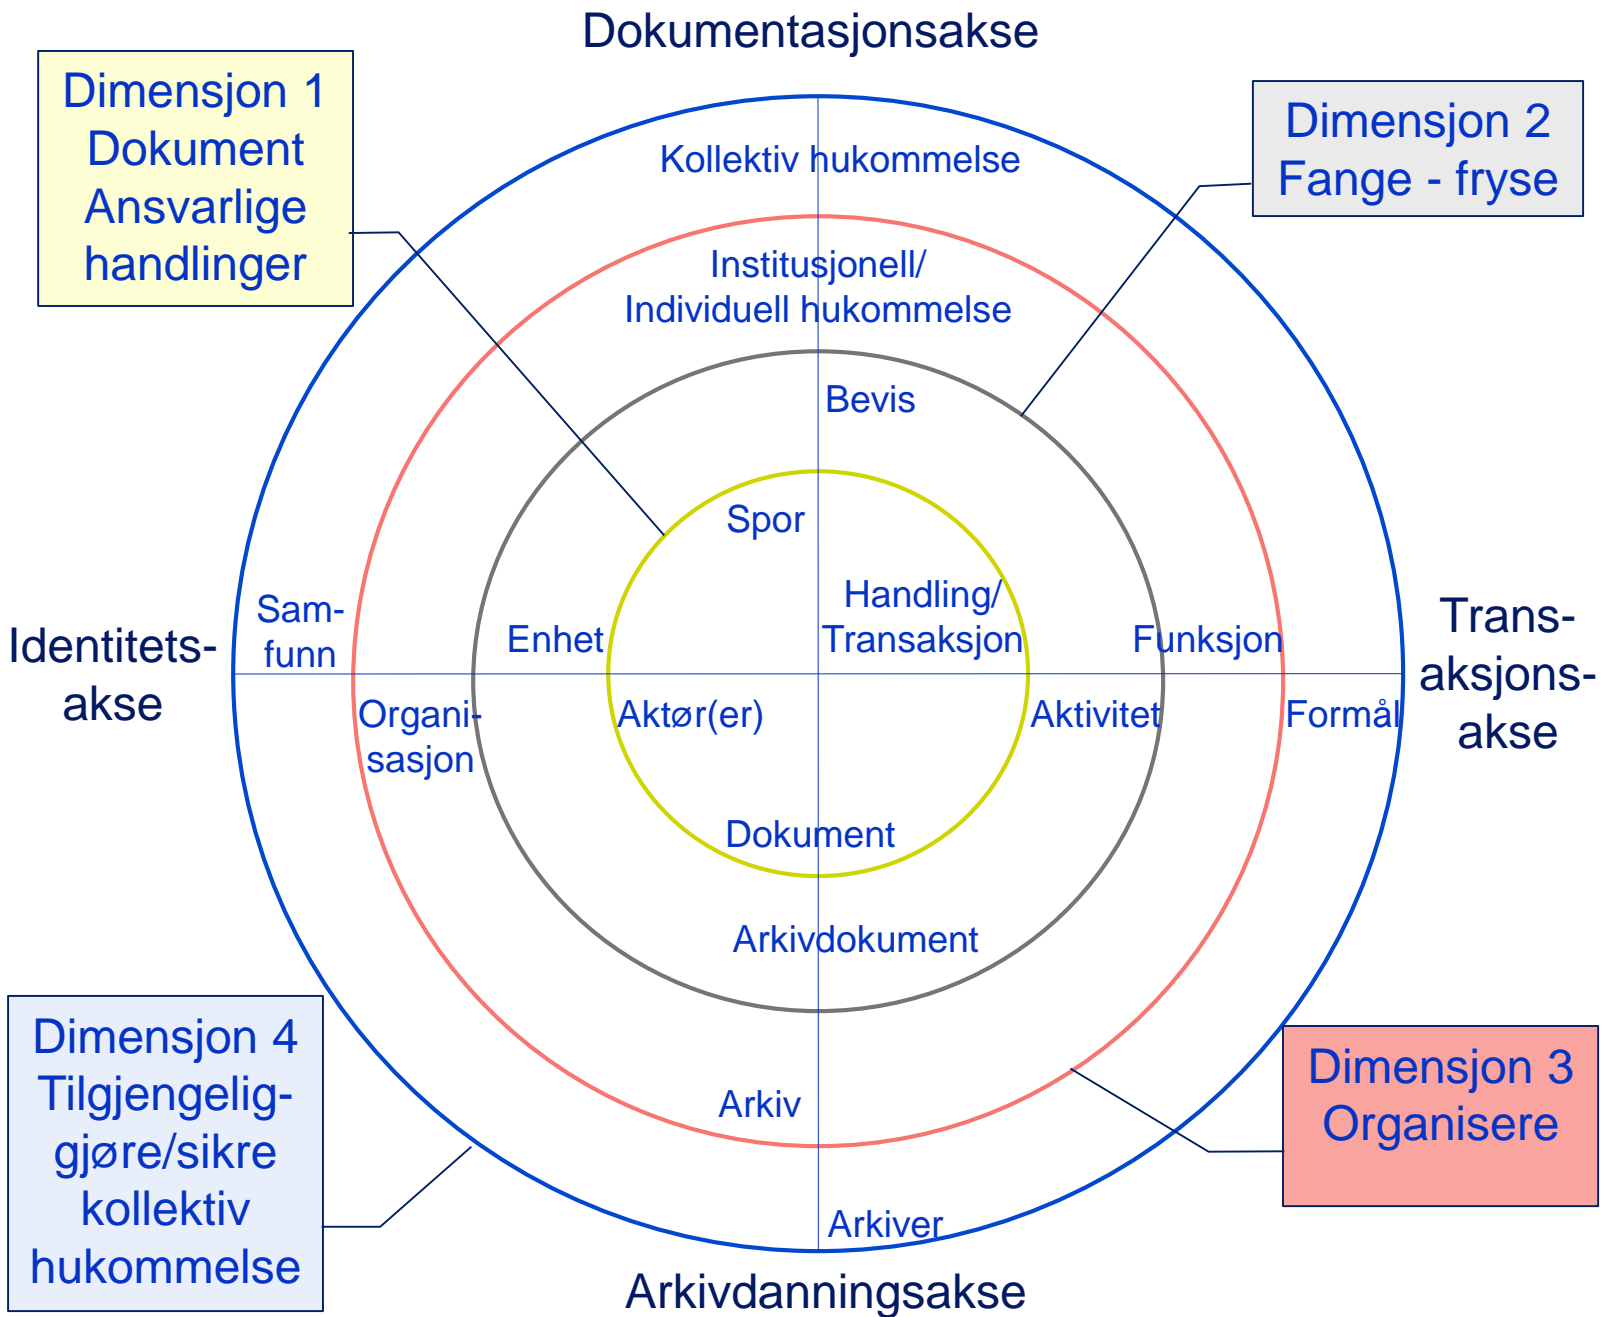 Dokumentasjonsakse
Dimensjon 1
Dokument
Ansvarlige
handlinger
Dimensjon 2
Fange - fryse
Kollektiv hukommelse
Institusjonell/
Individuell hukommelse
Bevis
Spor
Handling/
Transaksjon
Funksjon
Enhet
Sam-
funn
Identitets-
akse
Trans-
aksjons-
akse
Organi-
sasjon
Aktør(er)
Aktivitet
Formål
Dokument
Arkivdokument
Arkiv
Arkiver
Dimensjon 4
Tilgjengelig-
gjøre/sikre
kollektiv
hukommelse
Dimensjon 3
Organisere
Arkivdanningsakse